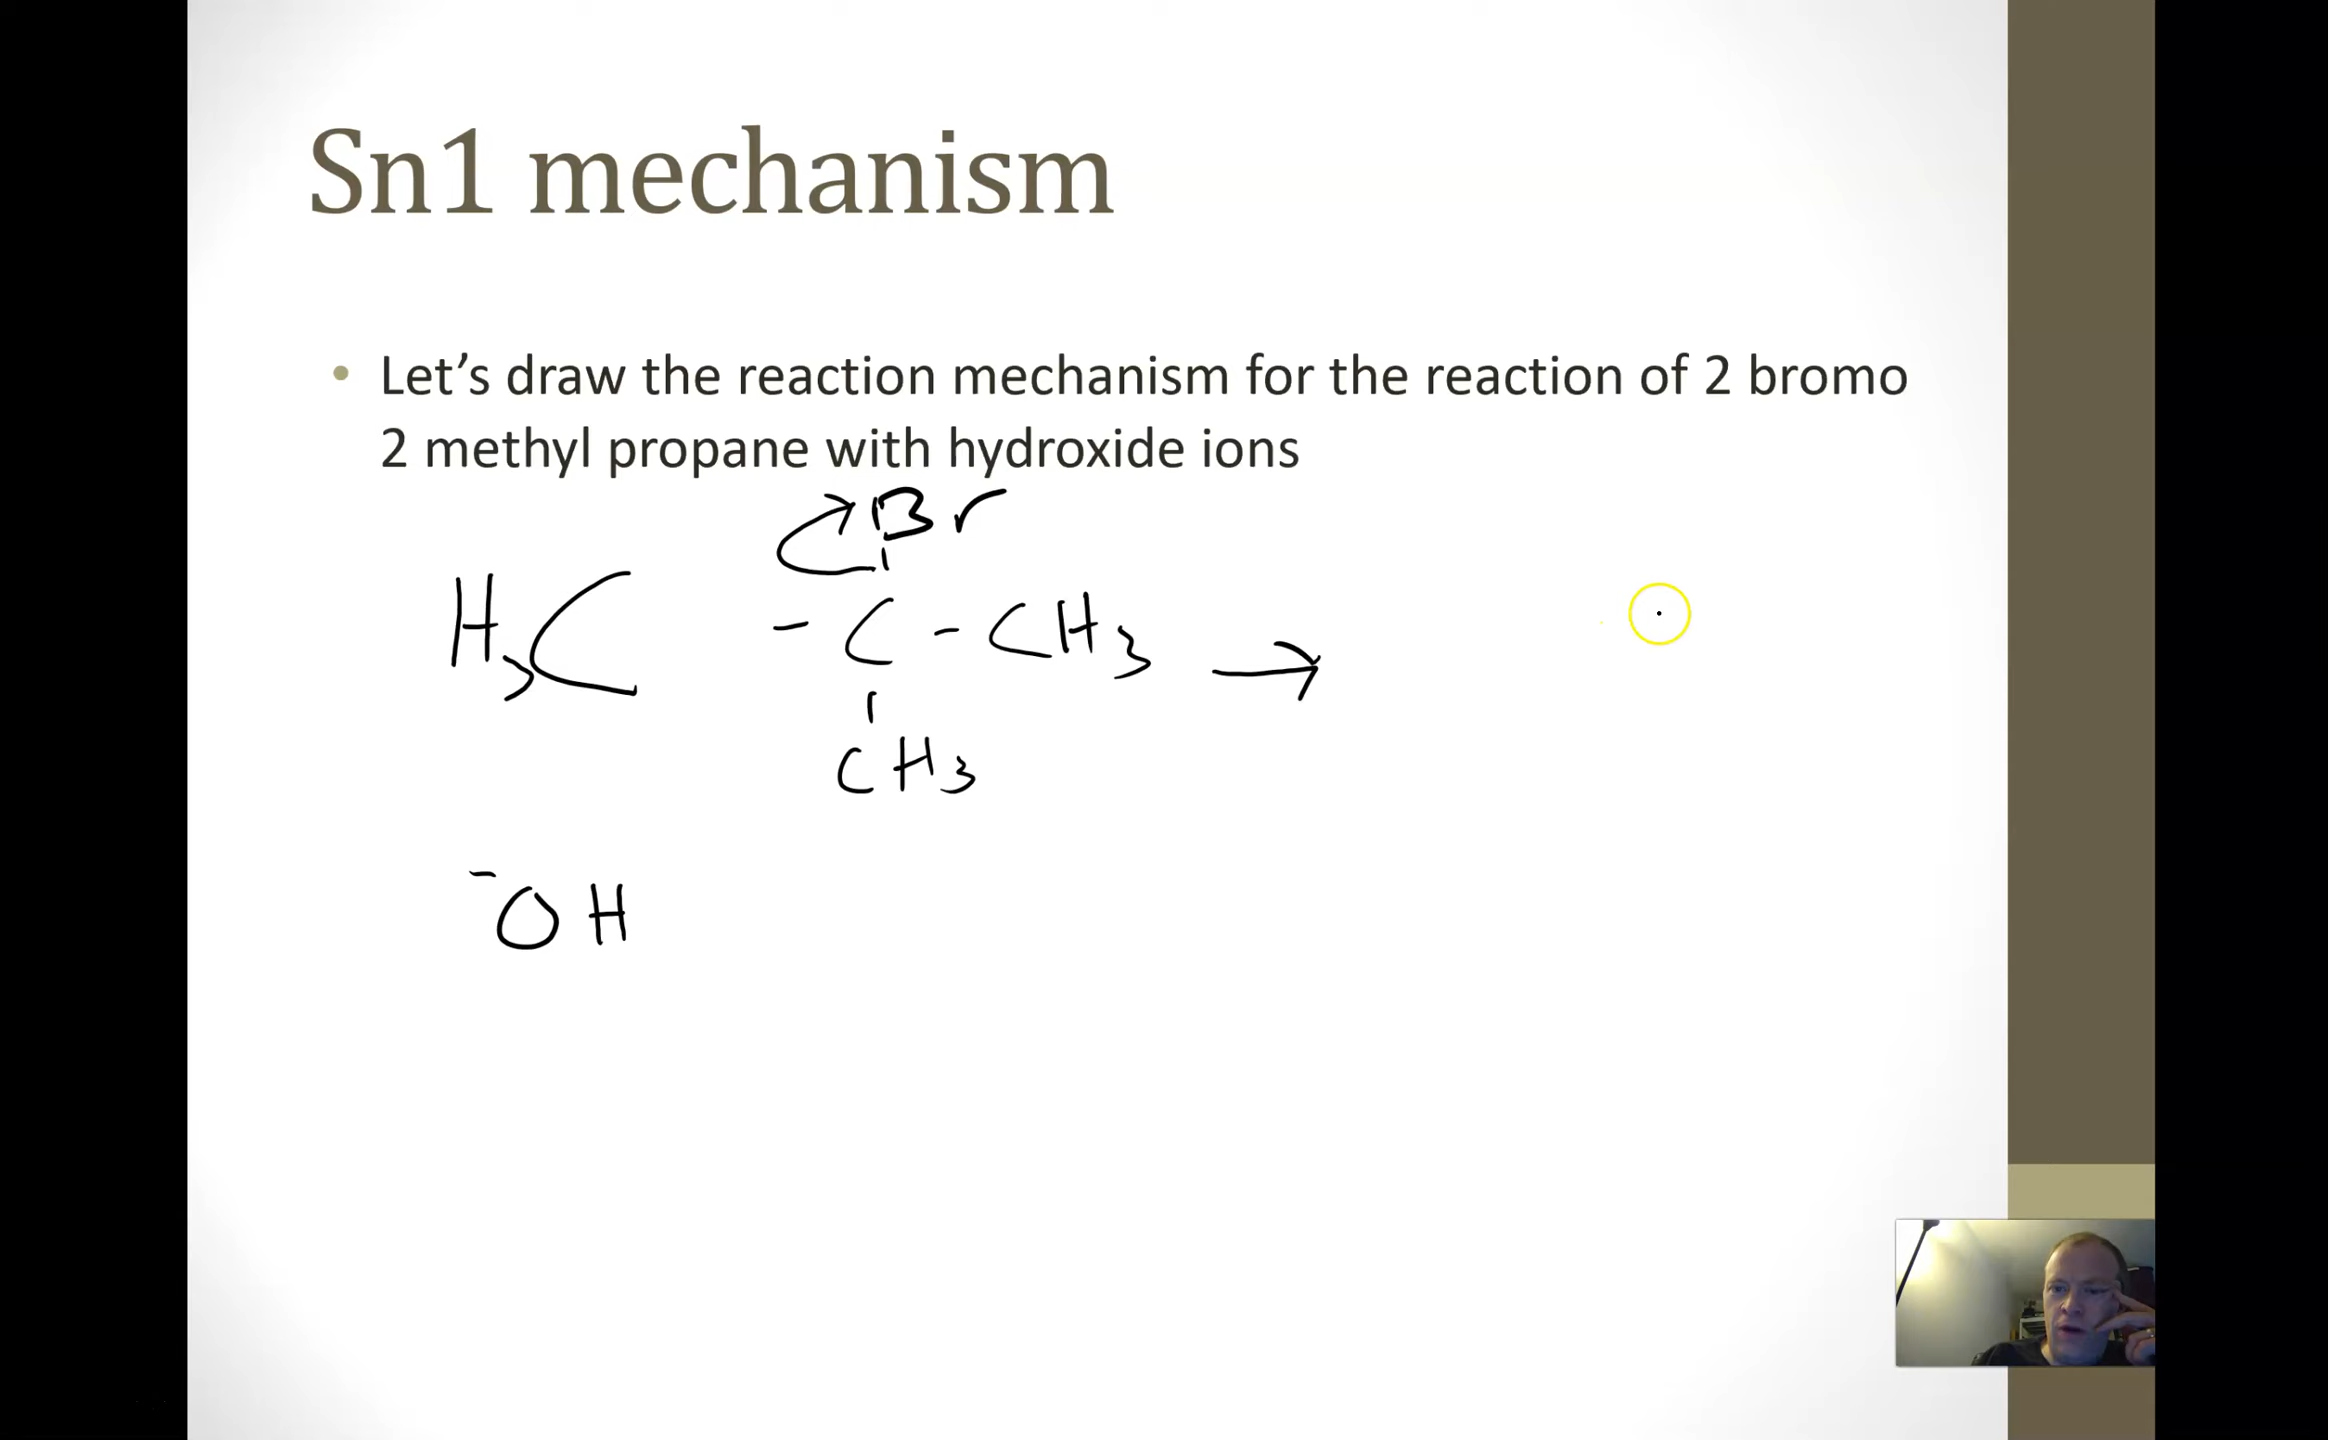 Sn1 mechanism
• Let's draw the reaction mechanism for the reaction of 2 bromo
2 methyl propane with hydroxide ions
Br
H3C - C - CH3 →
CH3
-OH